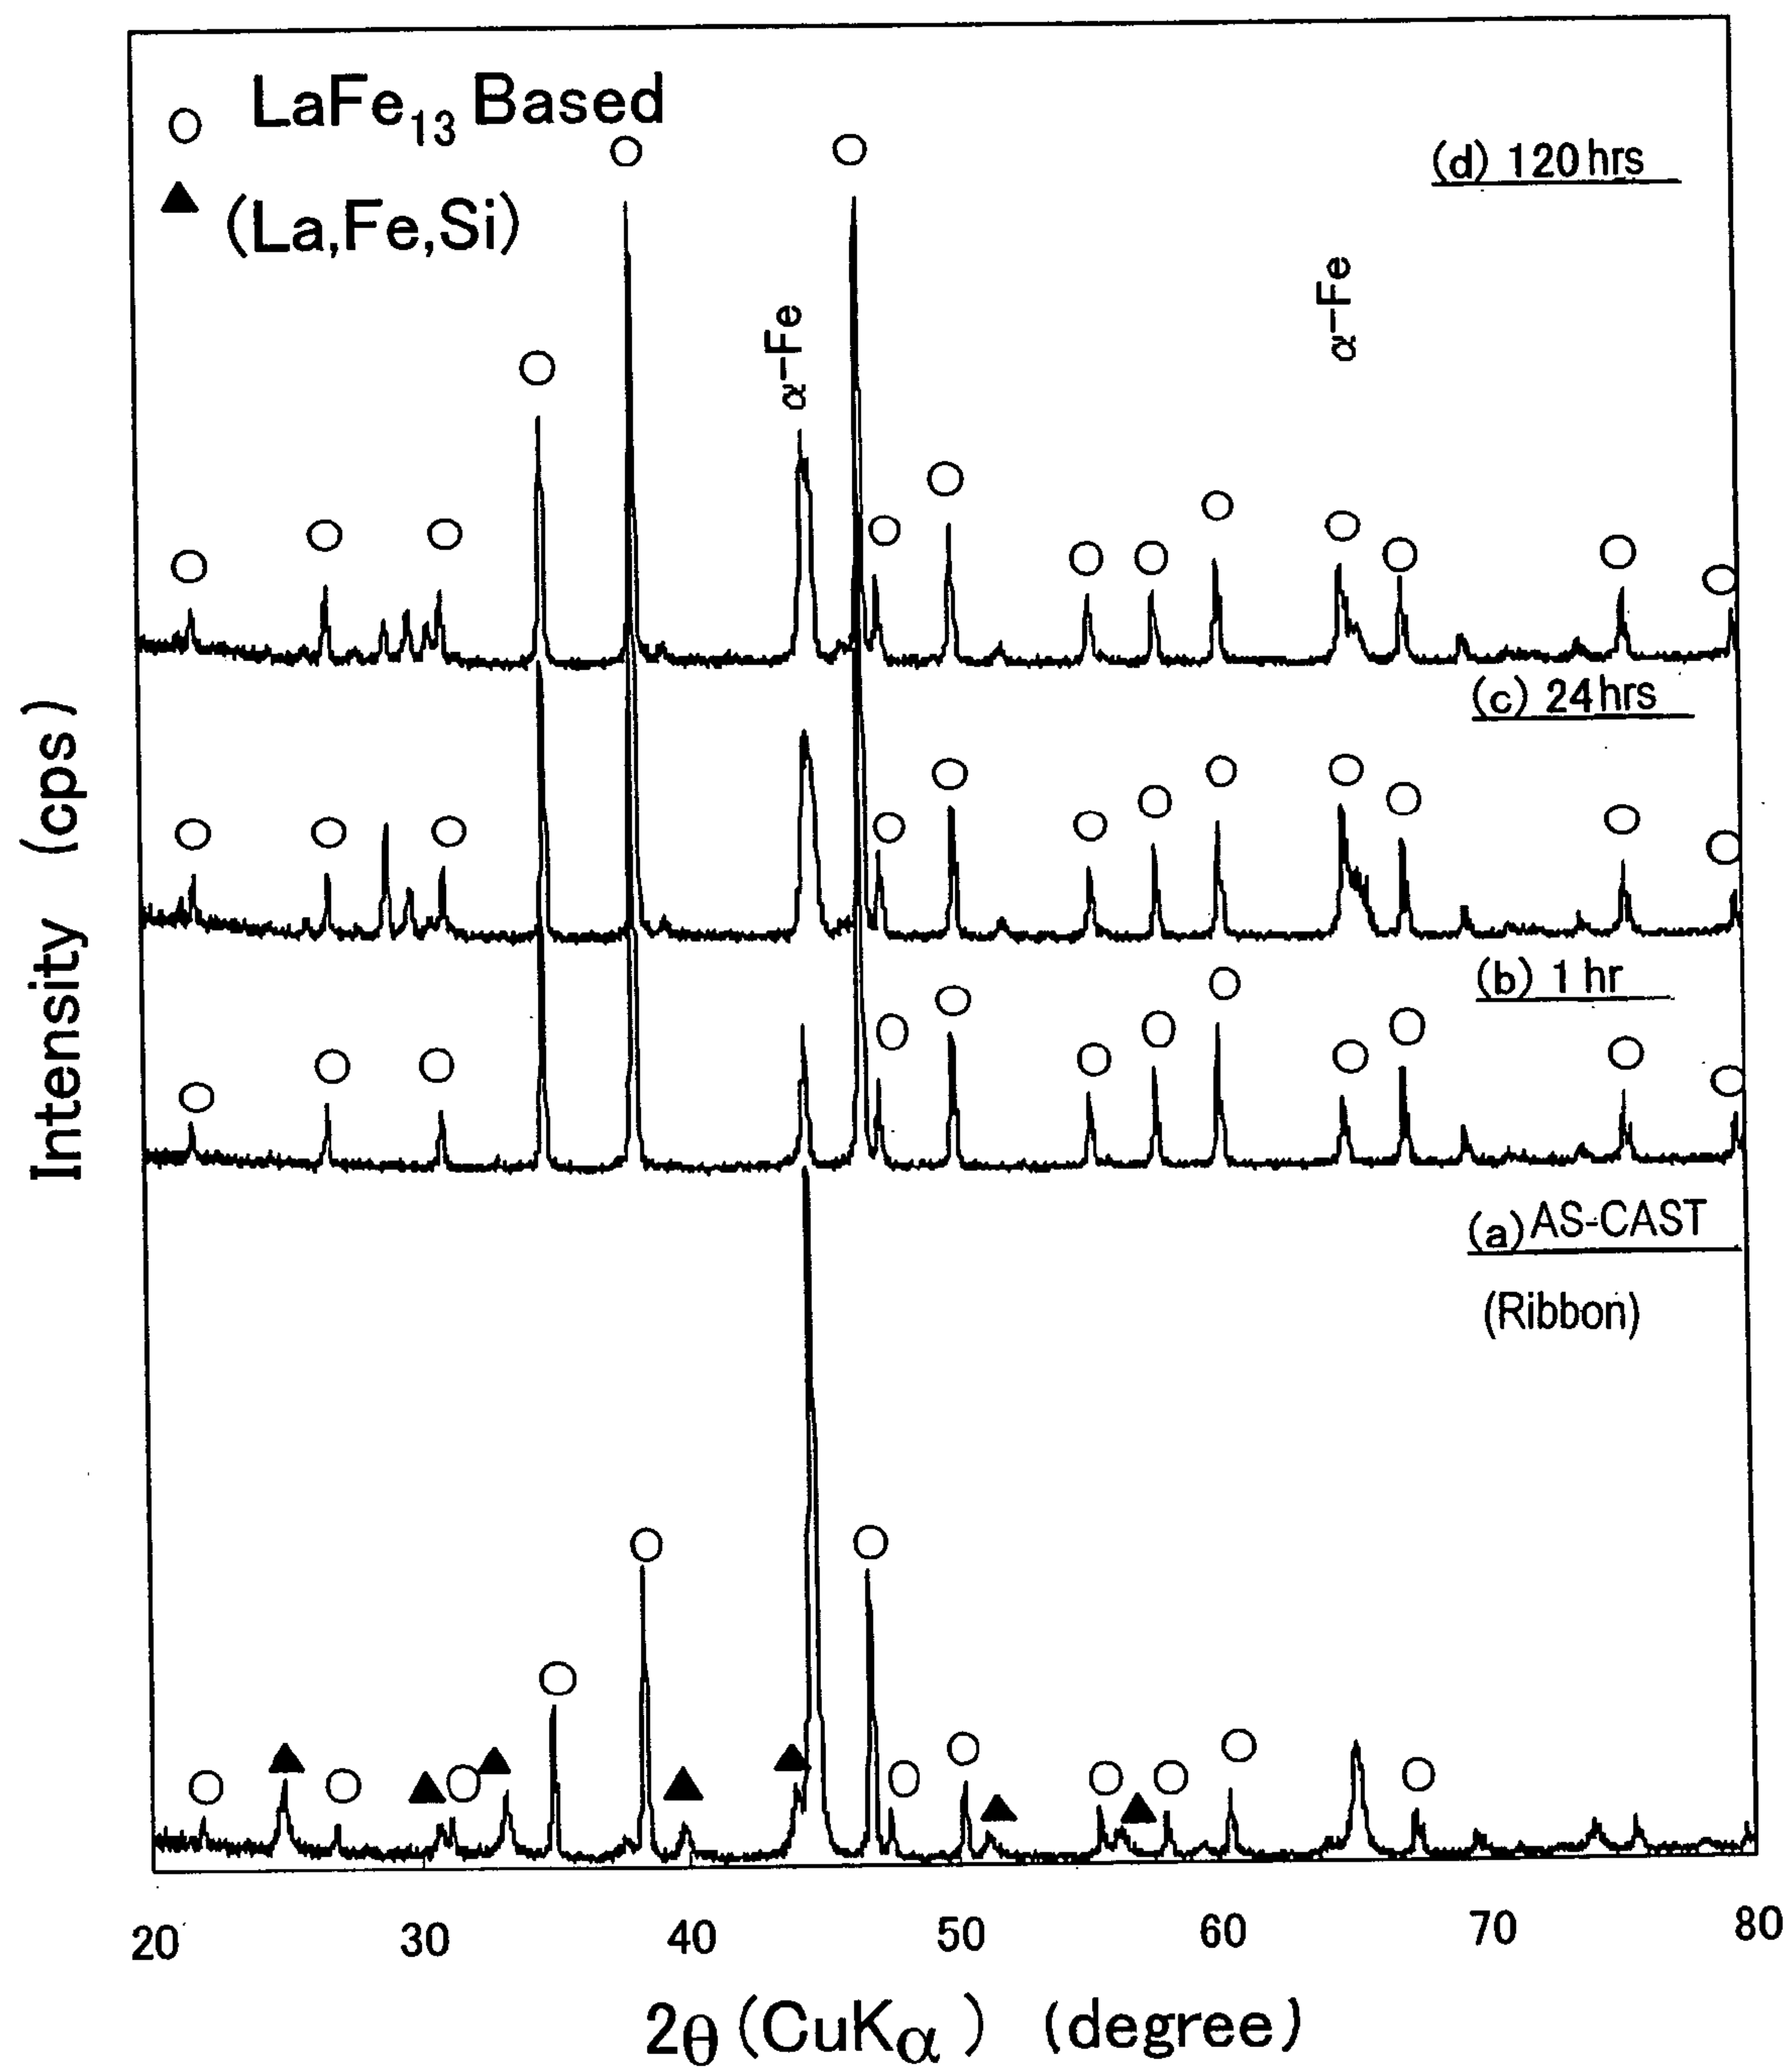 ○ LaFe₁₃ Based
▲ (La,Fe,Si)
(d) 120 hrs
α-Fe
α-Fe
(c) 24 hrs
(b) 1 hr
(a) AS-CAST
(Ribbon)
Intensity (cps)
20 30 40 50 60 70 80
2θ (CuKα) (degree)